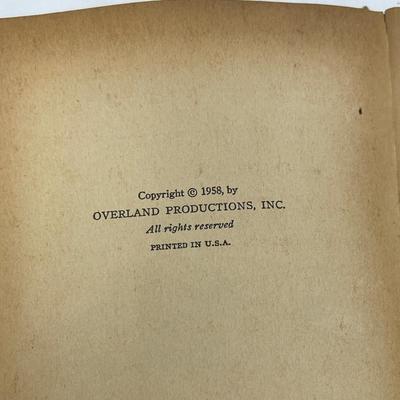 Copyright © 1958, by
OVERLAND PRODUCTIONS, INC.
All rights reserved
PRINTED IN U.S.A.